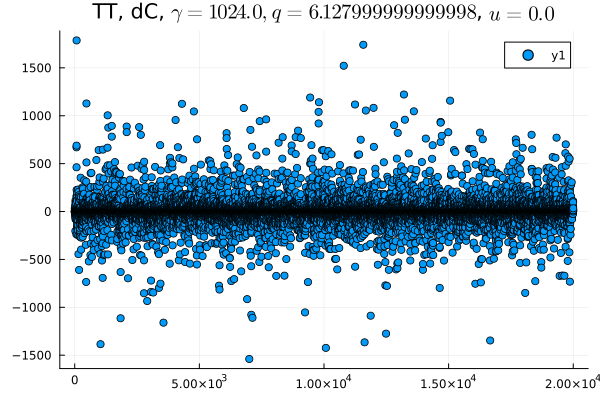 TT, dC, γ = 1024.0, q = 6.127999999999998, u = 0.0
y1
1500
1000
500
0
−500
−1000
−1500
0 5.00×10³ 1.00×10⁴ 1.50×10⁴ 2.00×10⁴